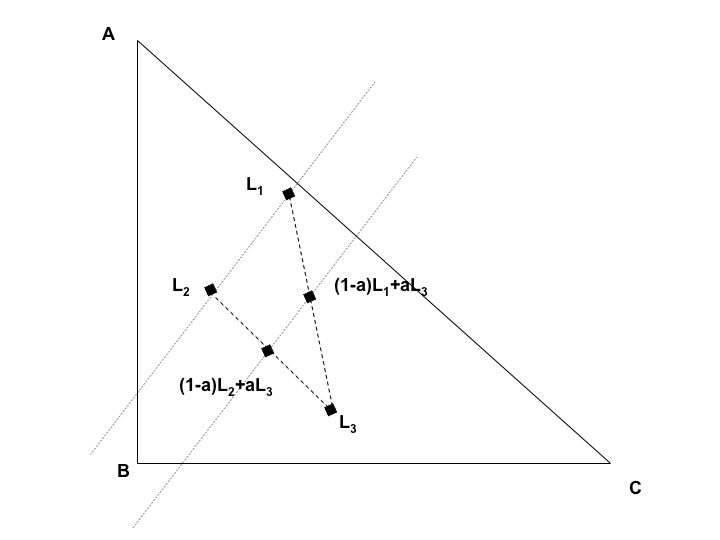 A
L₁
L₂
(1-a)L₁+aL₃
(1-a)L₂+aL₃
L₃
B
C